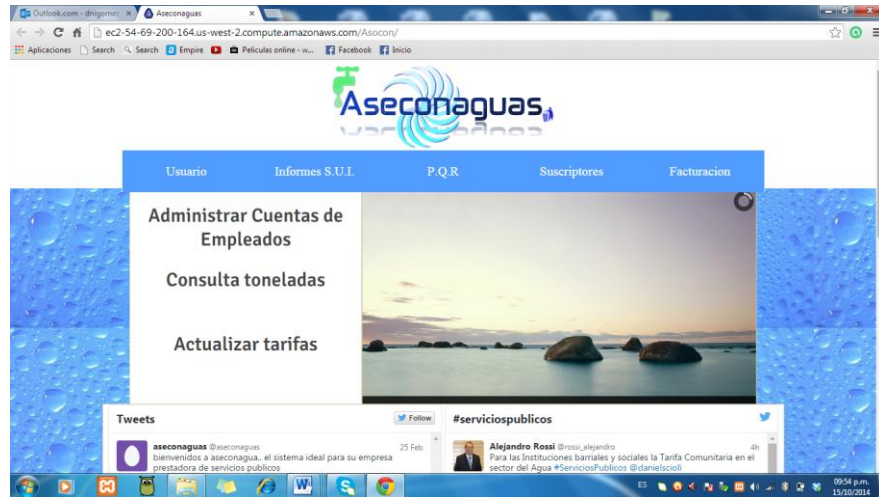 Outlook.com - dnigomez
Aseconaguas
ec2-54-69-200-164.us-west-2.compute.amazonaws.com/Asocon/
Aplicaciones Search Search Empire Peliculas online - w... Facebook Inicio
Aseconaguas
Usuario Informes S.U.I. P.Q.R Suscriptores Facturacion
Administrar Cuentas de
Empleados
Consulta toneladas
Actualizar tarifas
Tweets Follow
aseconaguas @aseconaguas 25 Feb
bienvenidos a aseconagua.. el sistema ideal para su empresa
prestadora de servicios publicos
#serviciospublicos
Alejandro Rossi @rossi_alejandro 4h
Para las Instituciones barriales y sociales la Tarifa Comunitaria en el
sector del Agua #ServiciosPublicos @danielscioli
ES 09:54 p.m.
15/10/2014